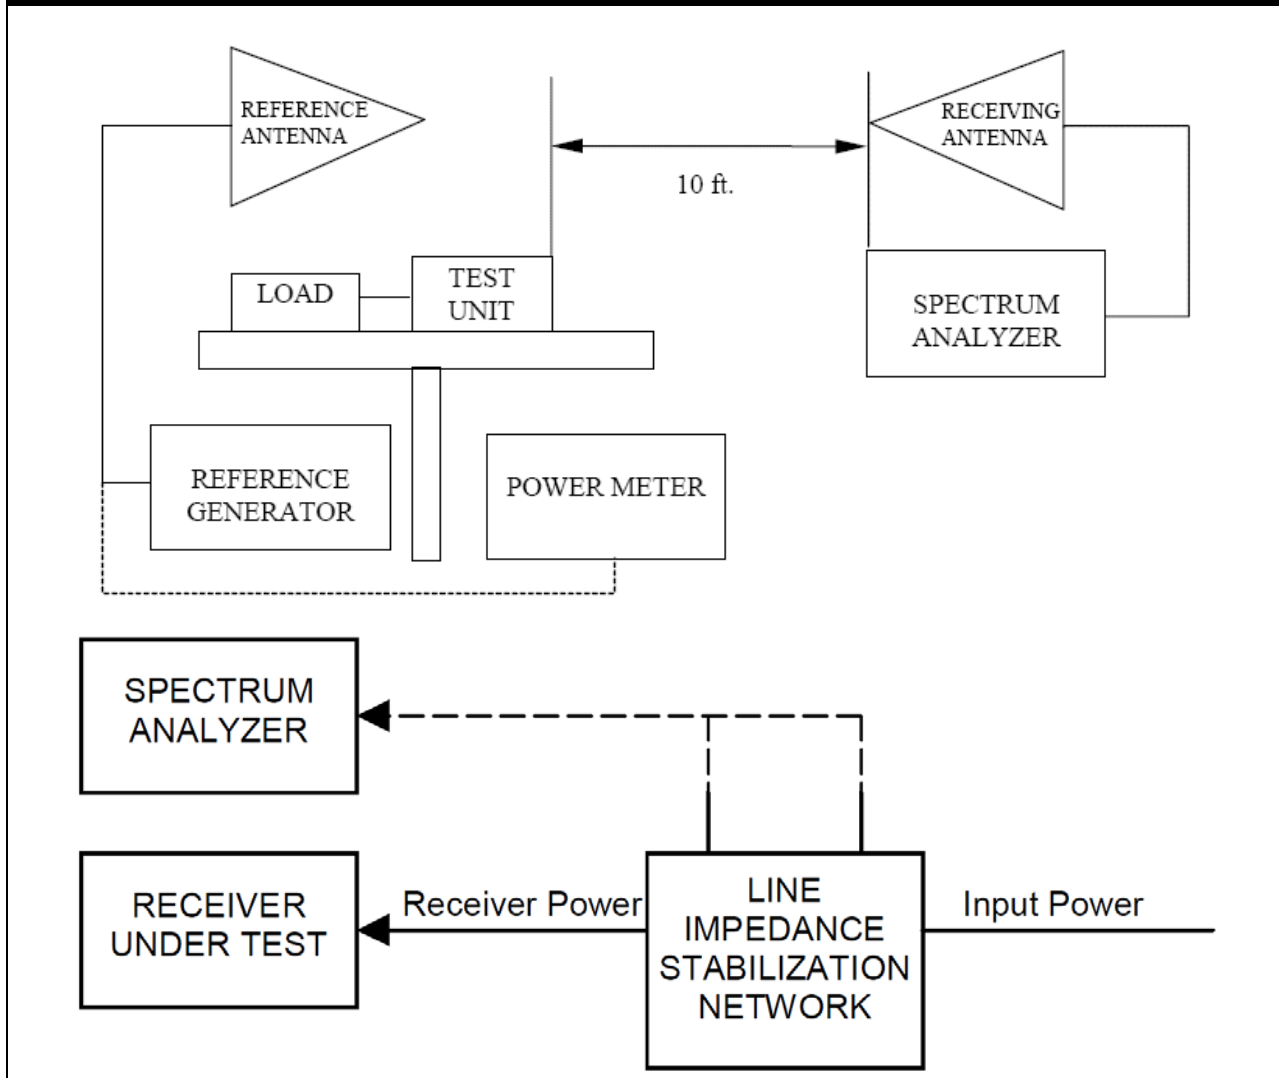 REFERENCE
ANTENNA
RECEIVING
ANTENNA
10 ft.
LOAD
TEST
UNIT
SPECTRUM
ANALYZER
REFERENCE
GENERATOR
POWER METER
SPECTRUM
ANALYZER
RECEIVER
UNDER TEST
Receiver Power
LINE
IMPEDANCE
STABILIZATION
NETWORK
Input Power